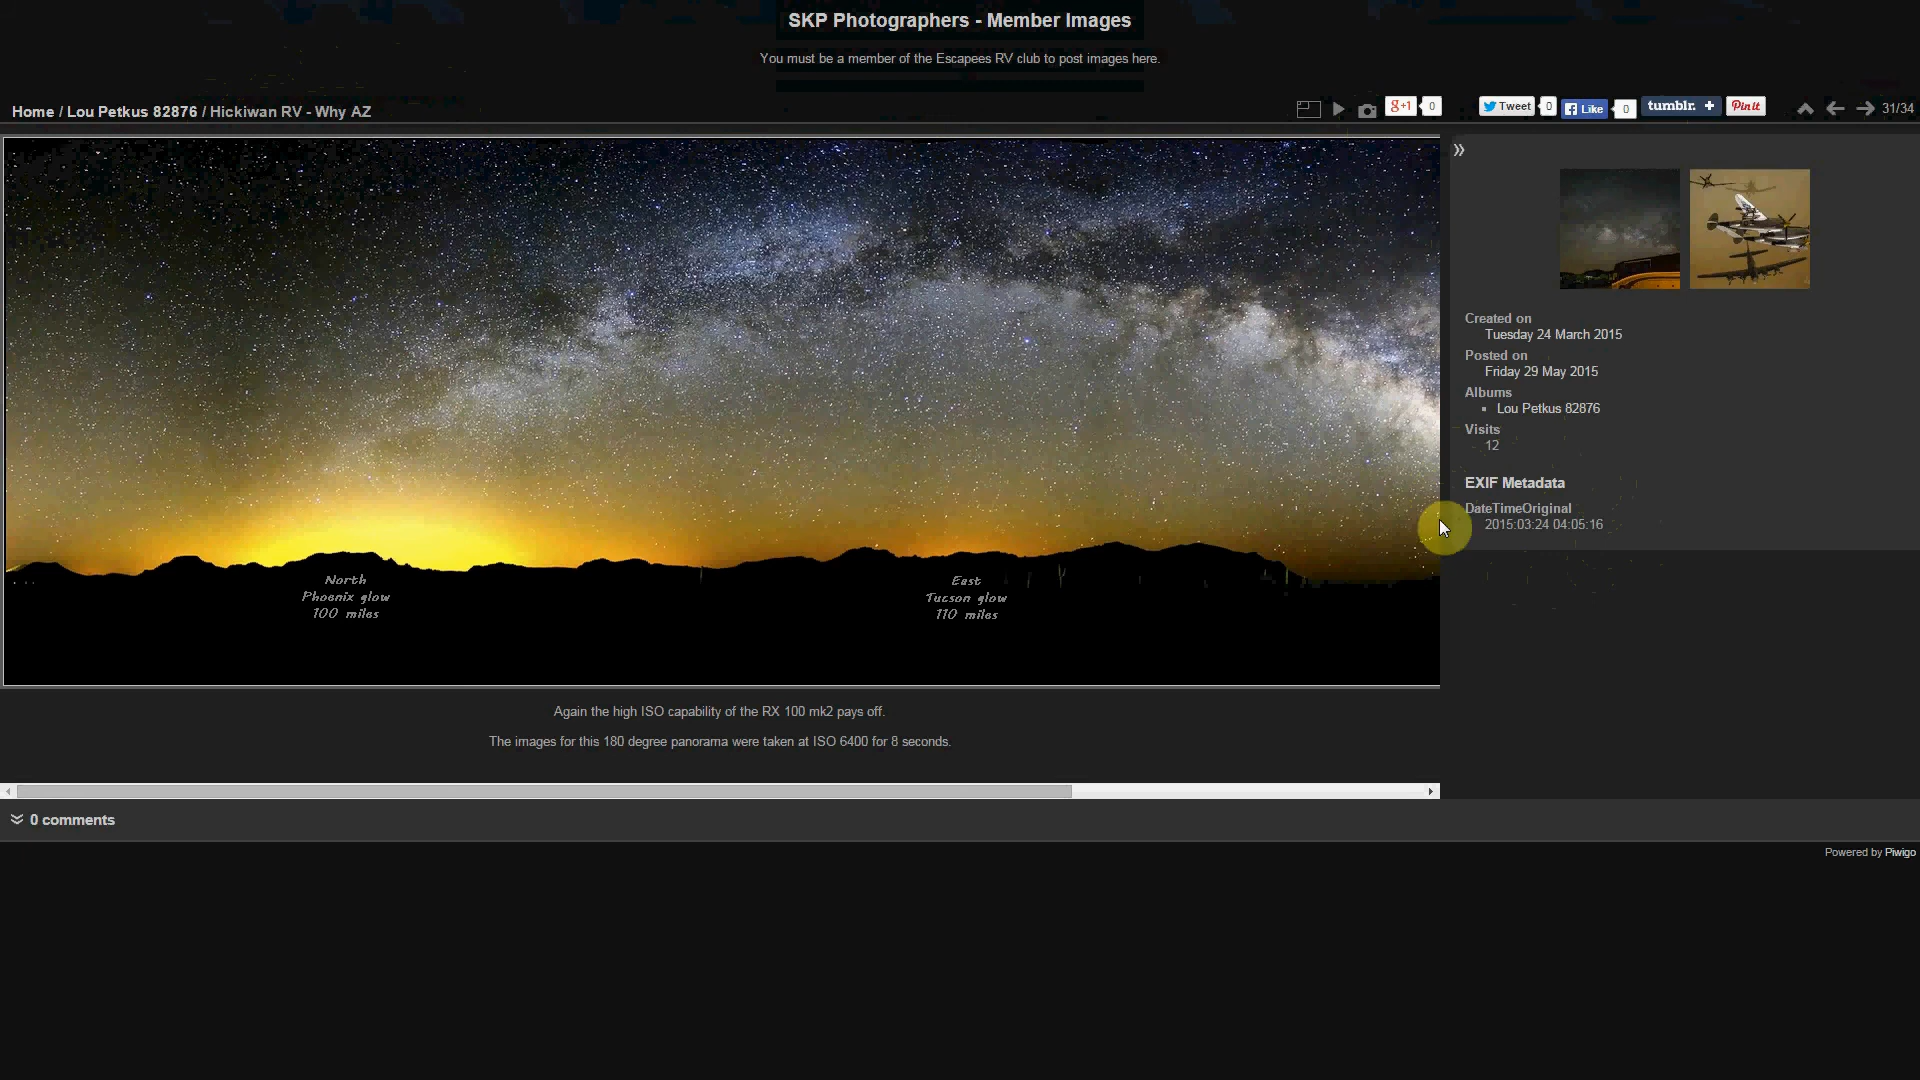 SKP Photographers - Member Images
You must be a member of the Escapees RV club to post images here.
Home / Lou Petkus 82876 / Hickiwan RV - Why AZ
g+1 0
Tweet 0
Like 0
tumblr. +
Pinit
31/34
Created on
Tuesday 24 March 2015
Posted on
Friday 29 May 2015
Albums
Lou Petkus 82876
Visits
12
EXIF Metadata
DateTimeOriginal
2015:03:24 04:05:16
North
Phoenix glow
100 miles
East
Tucson glow
110 miles
Again the high ISO capability of the RX 100 mk2 pays off.
The images for this 180 degree panorama were taken at ISO 6400 for 8 seconds.
0 comments
Powered by Piwigo